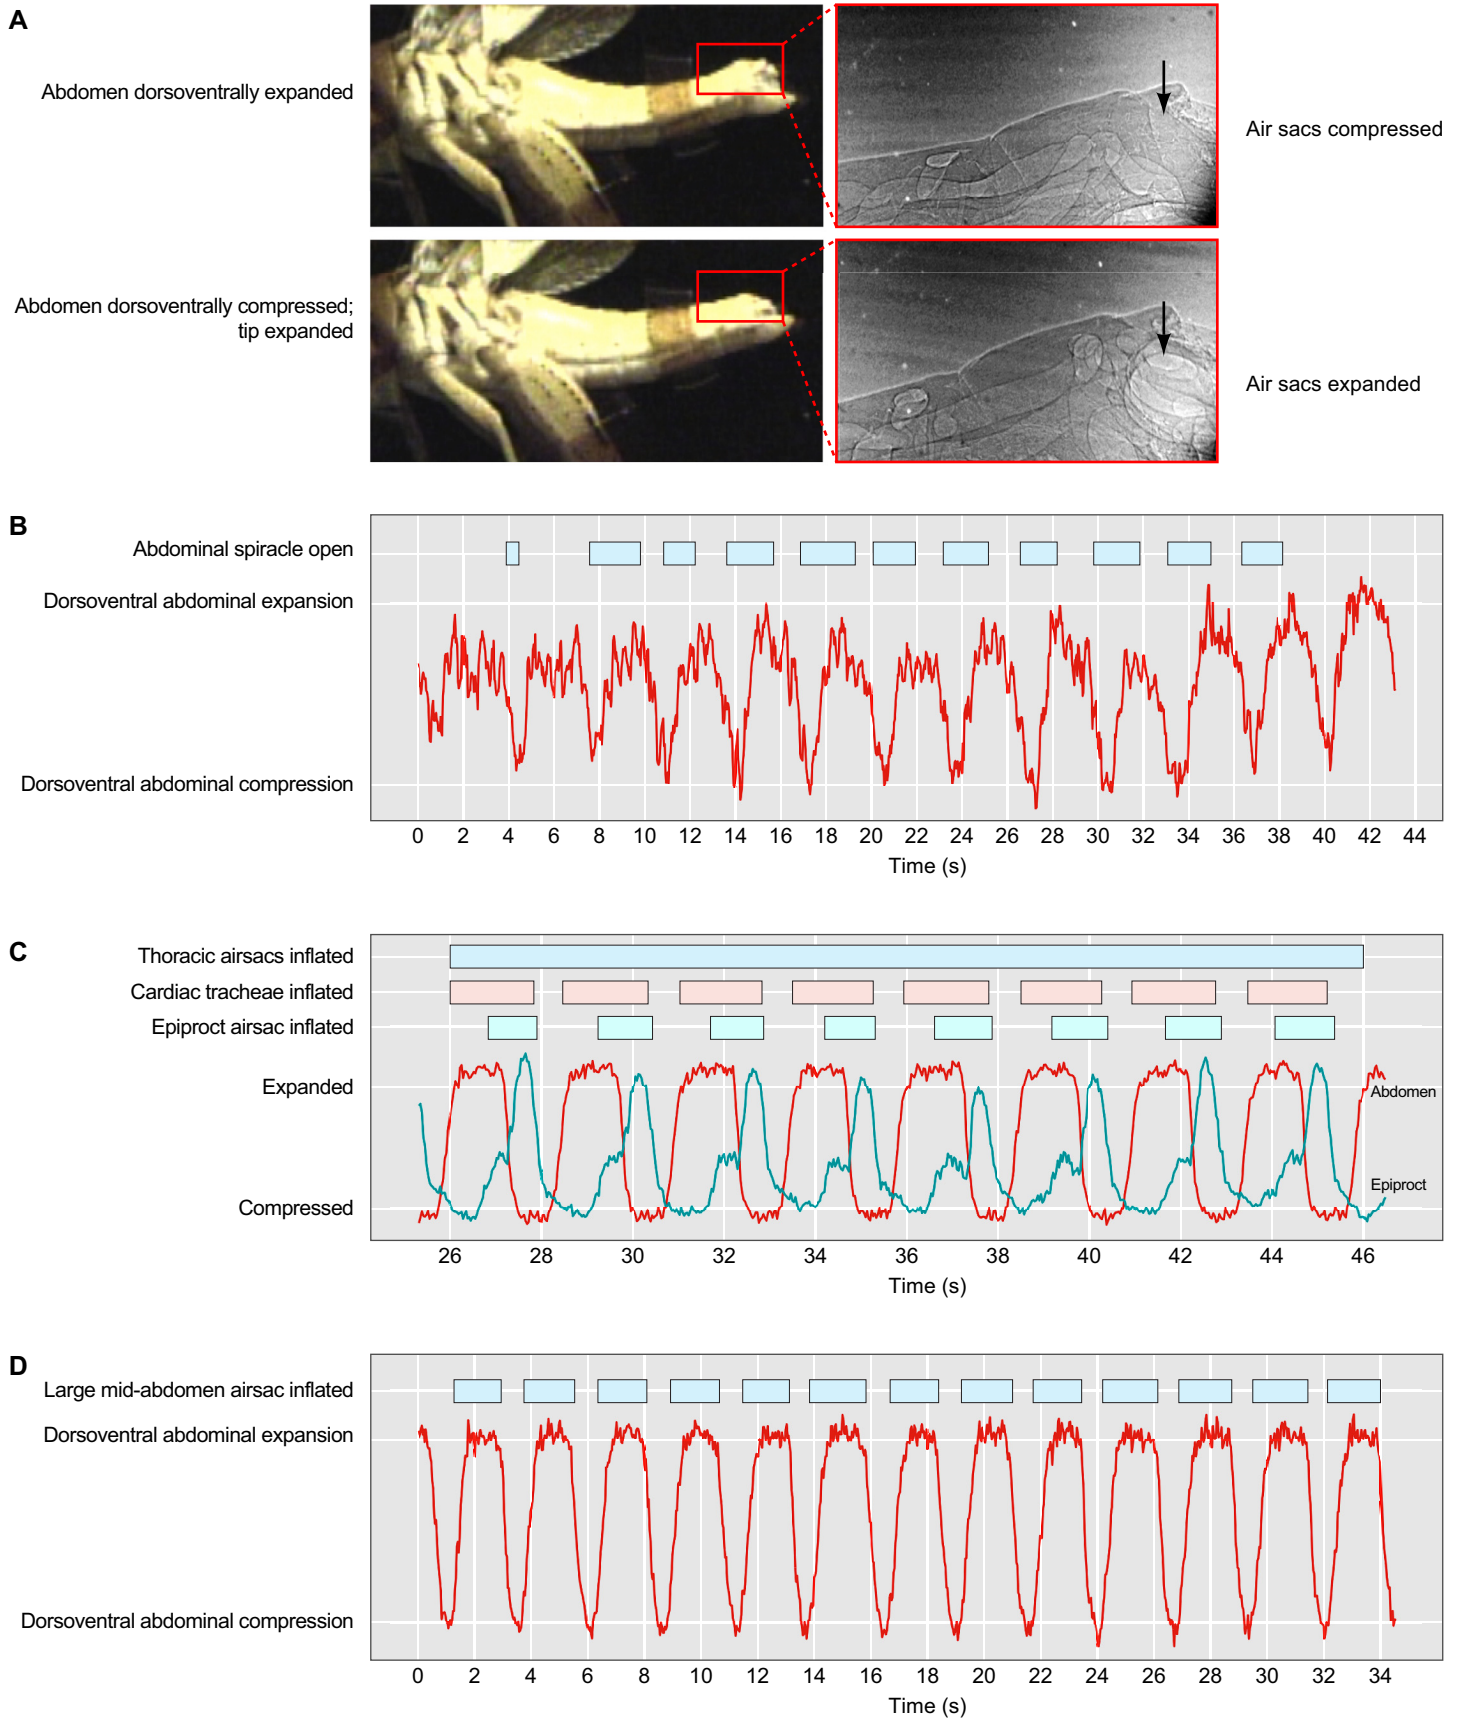 A
Abdomen dorsoventrally expanded
Air sacs compressed
Abdomen dorsoventrally compressed;
tip expanded
Air sacs expanded
B
Abdominal spiracle open
Dorsoventral abdominal expansion
Dorsoventral abdominal compression
0 2 4 6 8 10 12 14 16 18 20 22 24 26 28 30 32 34 36 38 40 42 44
Time (s)
C
Thoracic airsacs inflated
Cardiac tracheae inflated
Epiproct airsac inflated
Expanded
Abdomen
Epiproct
Compressed
26 28 30 32 34 36 38 40 42 44 46
Time (s)
D
Large mid-abdomen airsac inflated
Dorsoventral abdominal expansion
Dorsoventral abdominal compression
0 2 4 6 8 10 12 14 16 18 20 22 24 26 28 30 32 34
Time (s)